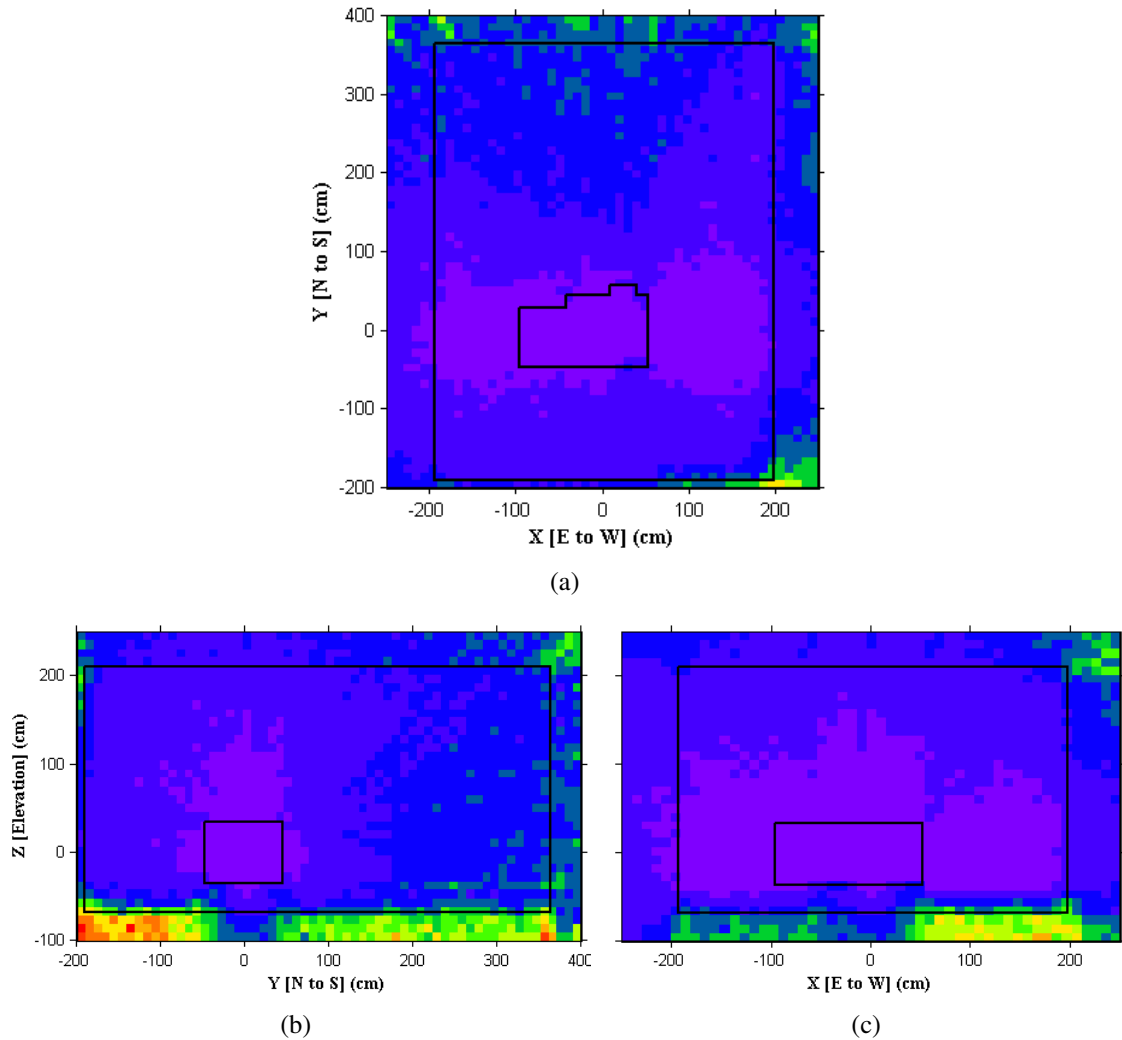 400
300
200
100
0
-100
-200
Y [N to S] (cm)
-200 -100 0 100 200
X [E to W] (cm)
(a)
200
100
0
-100
Z [Elevation] (cm)
-200 -100 0 100 200 300 400
Y [N to S] (cm)
(b)
-200 -100 0 100 200
X [E to W] (cm)
(c)